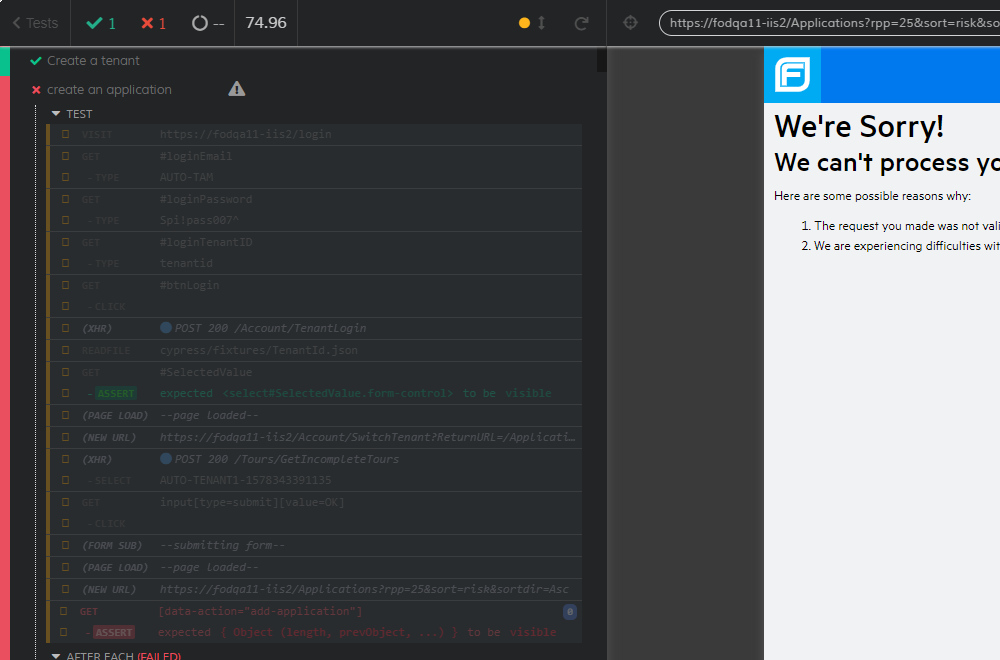 Tests 1 1 -- 74.96
https://fodqa11-iis2/Applications?rpp=25&sort=risk&so
Create a tenant
create an application
TEST
VISIT https://fodqa11-iis2/login
GET #loginEmail
-TYPE AUTO-TAM
GET #loginPassword
-TYPE Spi!pass007^
GET #loginTenantID
-TYPE tenantid
GET #btnLogin
-CLICK
(XHR) POST 200 /Account/TenantLogin
READFILE cypress/fixtures/TenantId.json
GET #SelectedValue
-ASSERT expected <select#SelectedValue.form-control> to be visible
(PAGE LOAD) --page loaded--
(NEW URL) https://fodqa11-iis2/Account/SwitchTenant?ReturnURL=/Applicati...
(XHR) POST 200 /Tours/GetIncompleteTours
-SELECT AUTO-TENANT1-1578343391135
GET input[type=submit][value=OK]
-CLICK
(FORM SUB) --submitting form--
(PAGE LOAD) --page loaded--
(NEW URL) https://fodqa11-iis2/Applications?rpp=25&sort=risk&sortdir=Asc
GET [data-action="add-application"] 0
-ASSERT expected { Object (length, prevObject, ...) } to be visible
AFTER EACH (FAILED)
F
We're Sorry!
We can't process yo
Here are some possible reasons why:
1. The request you made was not vali
2. We are experiencing difficulties wit